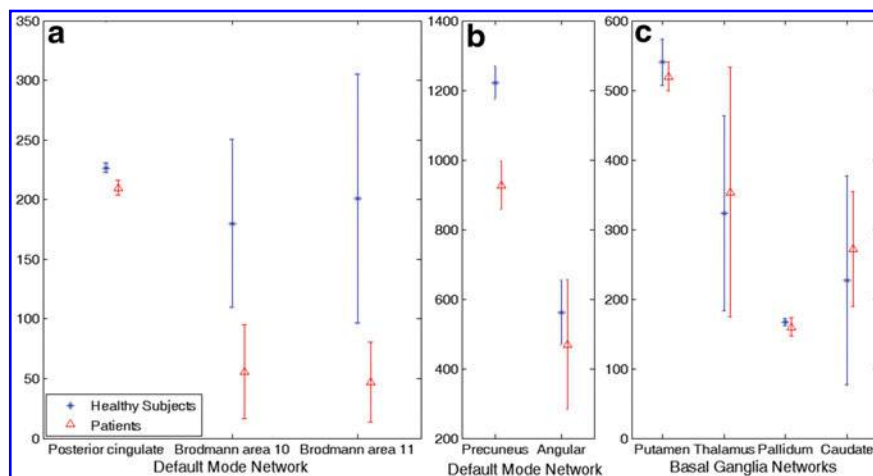 a
350
300
250
200
150
100
50
0
Healthy Subjects
Patients
Posterior cingulate Brodmann area 10 Brodmann area 11
Default Mode Network
b
1400
1200
1000
800
600
400
200
Precuneus Angular
Default Mode Network
c
600
500
400
300
200
100
0
Putamen Thalamus Pallidum Caudate
Basal Ganglia Networks